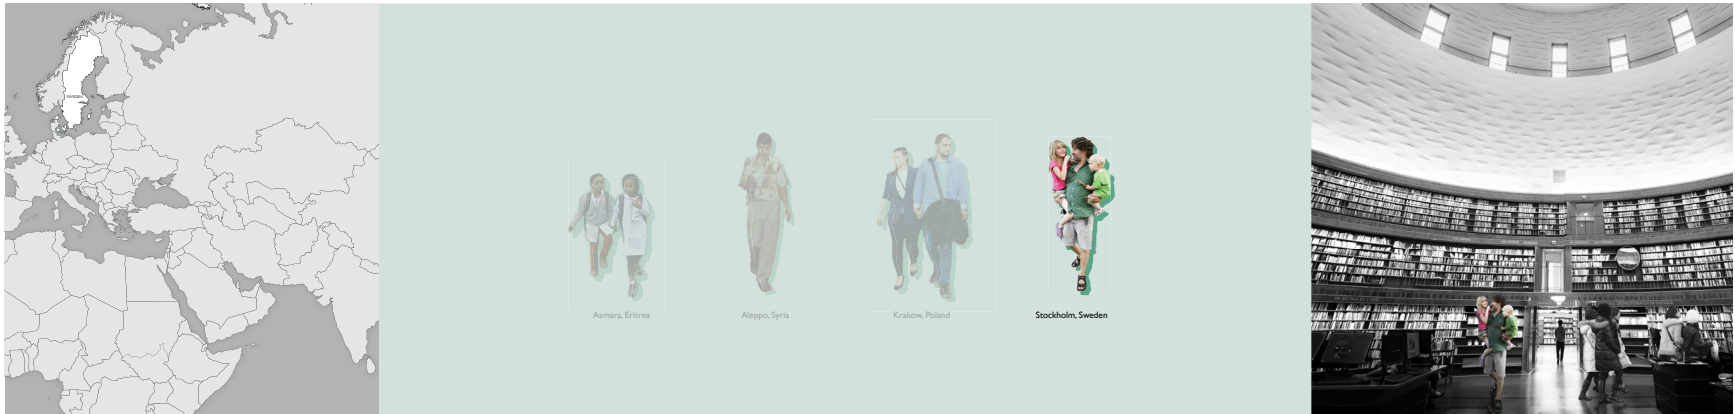 SWEDEN
Asmara, Eritrea
Aleppo, Syria
Krakow, Poland
Stockholm, Sweden